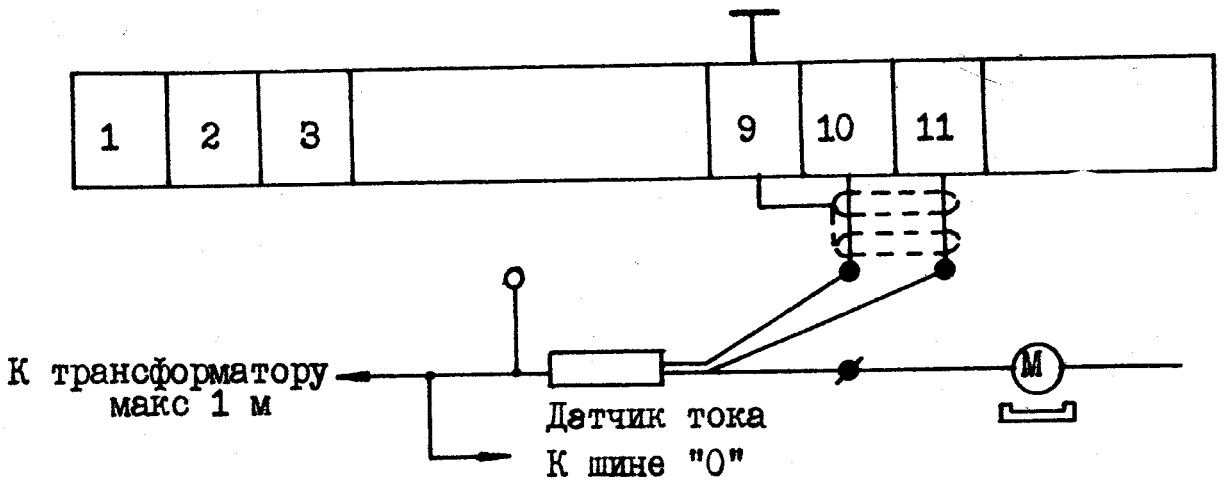 1 2 3 9 10 11
К трансформатору
макс 1 м
М
Датчик тока
К шине "0"